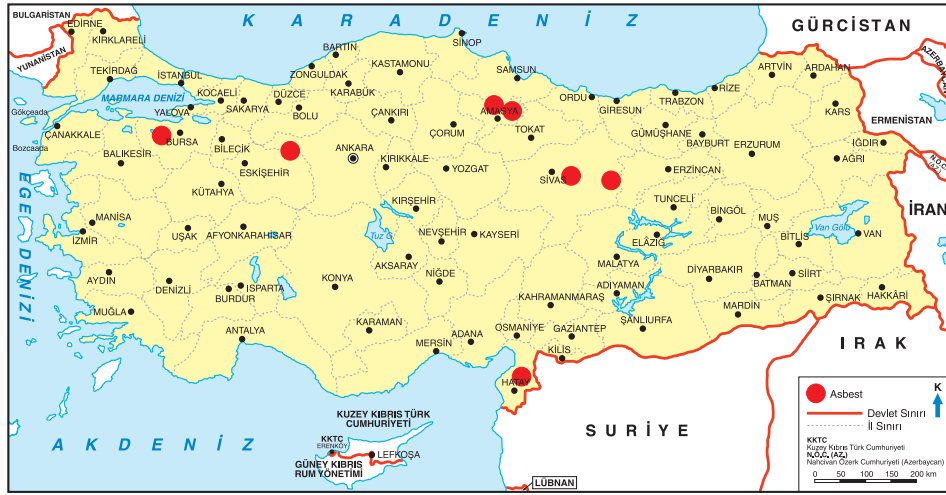 BULGARİSTAN
YUNANİSTAN
K A R A D E N İ Z
GÜRCİSTAN
AZERBAYCAN
ERMENİSTAN
N.Ö.C.
(AZ.)
İRAN
I R A K
SURİYE
LÜBNAN
A K D E N İ Z
EGE DENİZİ
MARMARA DENİZİ
Gökçeada
Bozcaada
EDİRNE
KIRKLARELİ
TEKİRDAĞ
İSTANBUL
KOCAELİ
YALOVA
SAKARYA
DÜZCE
BOLU
ZONGULDAK
BARTIN
KARABÜK
KASTAMONU
SİNOP
SAMSUN
ORDU
GİRESUN
TRABZON
RİZE
ARTVİN
ARDAHAN
KARS
IĞDIR
AĞRI
ÇANAKKALE
BALIKESİR
BURSA
BİLECİK
ESKİŞEHİR
KÜTAHYA
ANKARA
ÇANKIRI
KIRIKKALE
ÇORUM
AMASYA
TOKAT
YOZGAT
SİVAS
GÜMÜŞHANE
BAYBURT
ERZURUM
ERZİNCAN
TUNCELİ
BİNGÖL
MUŞ
BİTLİS
Van Gölü
VAN
MANİSA
İZMİR
UŞAK
AFYONKARAHİSAR
Tuz G.
KIRŞEHİR
NEVŞEHİR
KAYSERİ
AKSARAY
NİĞDE
ELÂZIĞ
MALATYA
ADIYAMAN
DİYARBAKIR
BATMAN
SİİRT
ŞIRNAK
HAKKÂRİ
MARDİN
ŞANLIURFA
AYDIN
DENİZLİ
MUĞLA
BURDUR
ISPARTA
ANTALYA
KONYA
KARAMAN
MERSİN
ADANA
OSMANİYE
KAHRAMANMARAŞ
GAZİANTEP
KİLİS
HATAY
KUZEY KIBRIS TÜRK
CUMHURİYETİ
KKTC
ERENKÖY
LEFKOŞA
GÜNEY KIBRIS
RUM YÖNETİMİ
Asbest
K
Devlet Sınırı
İl Sınırı
KKTC
Kuzey Kıbrıs Türk Cumhuriyeti
N.Ö.C. (AZ.)
Nahcivan Özerk Cumhuriyeti (Azerbaycan)
0 50 100 150 200 km